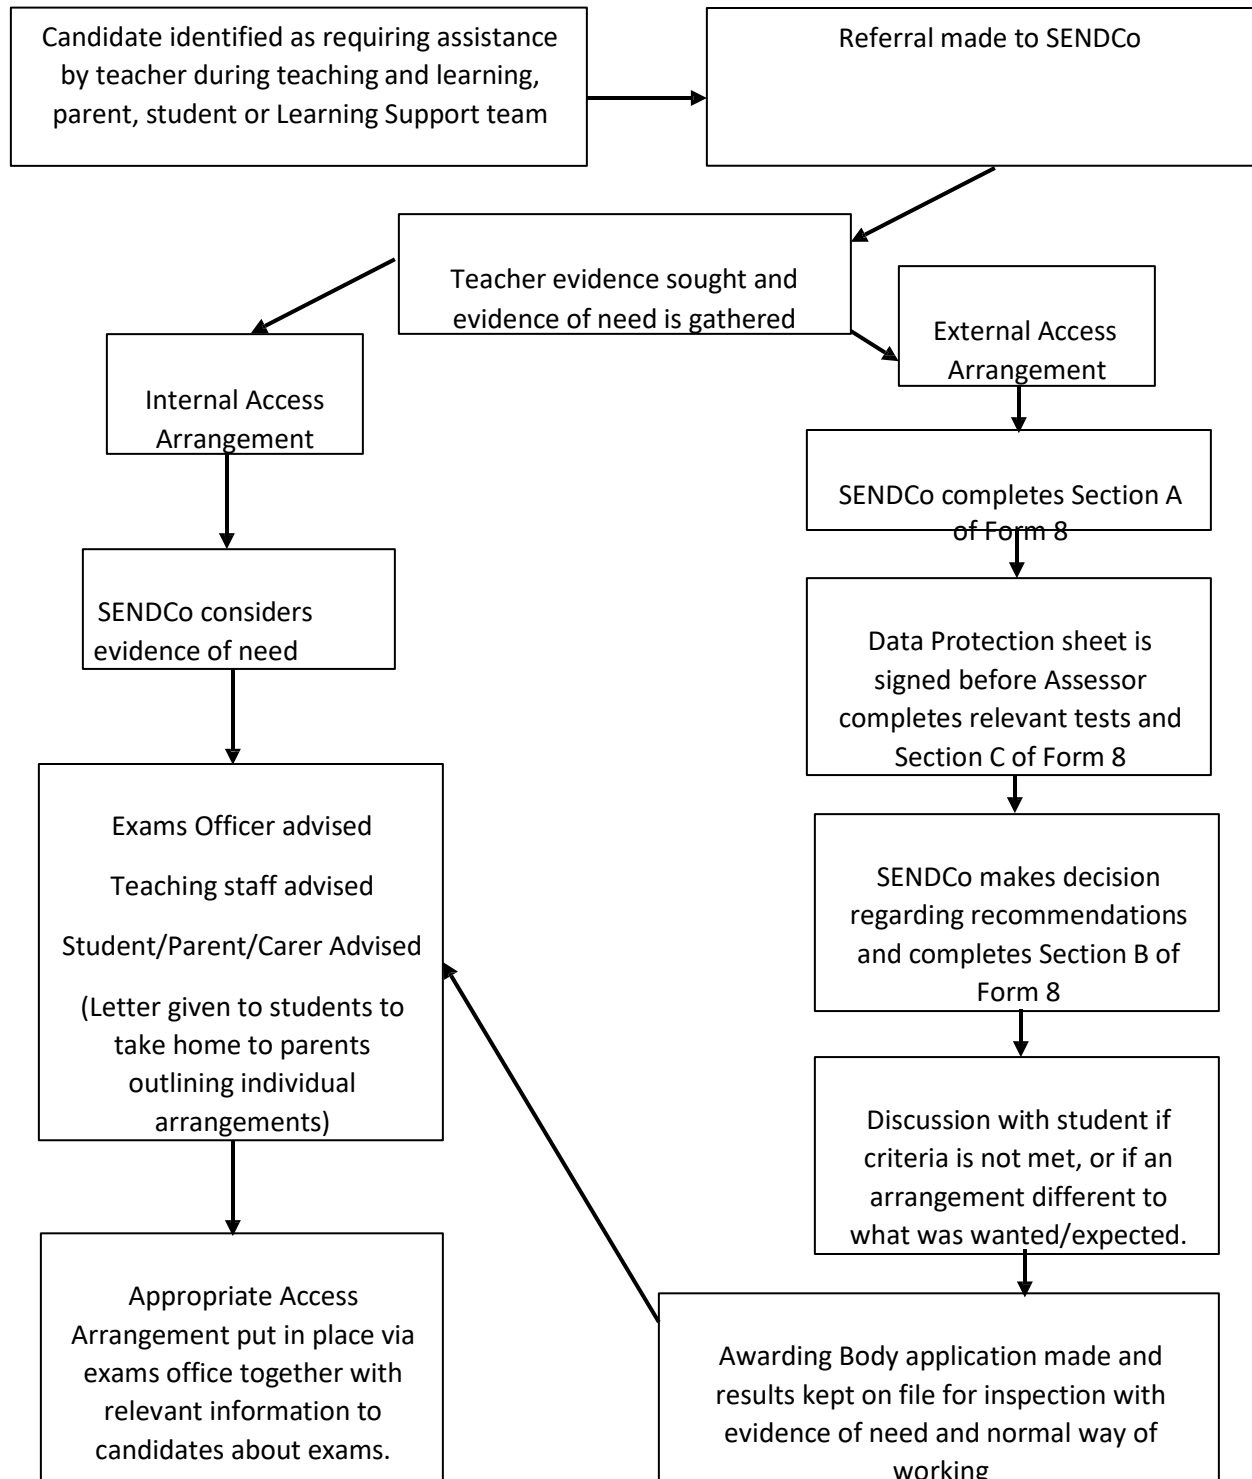 Candidate identified as requiring assistance
by teacher during teaching and learning,
parent, student or Learning Support team
Referral made to SENDCo
Teacher evidence sought and
evidence of need is gathered
External Access
Arrangement
Internal Access
Arrangement
SENDCo completes Section A
of Form 8
SENDCo considers
evidence of need
Data Protection sheet is
signed before Assessor
completes relevant tests and
Section C of Form 8
Exams Officer advised
Teaching staff advised
Student/Parent/Carer Advised
(Letter given to students to
take home to parents
outlining individual
arrangements)
SENDCo makes decision
regarding recommendations
and completes Section B of
Form 8
Discussion with student if
criteria is not met, or if an
arrangement different to
what was wanted/expected.
Appropriate Access
Arrangement put in place via
exams office together with
relevant information to
candidates about exams.
Awarding Body application made and
results kept on file for inspection with
evidence of need and normal way of
working